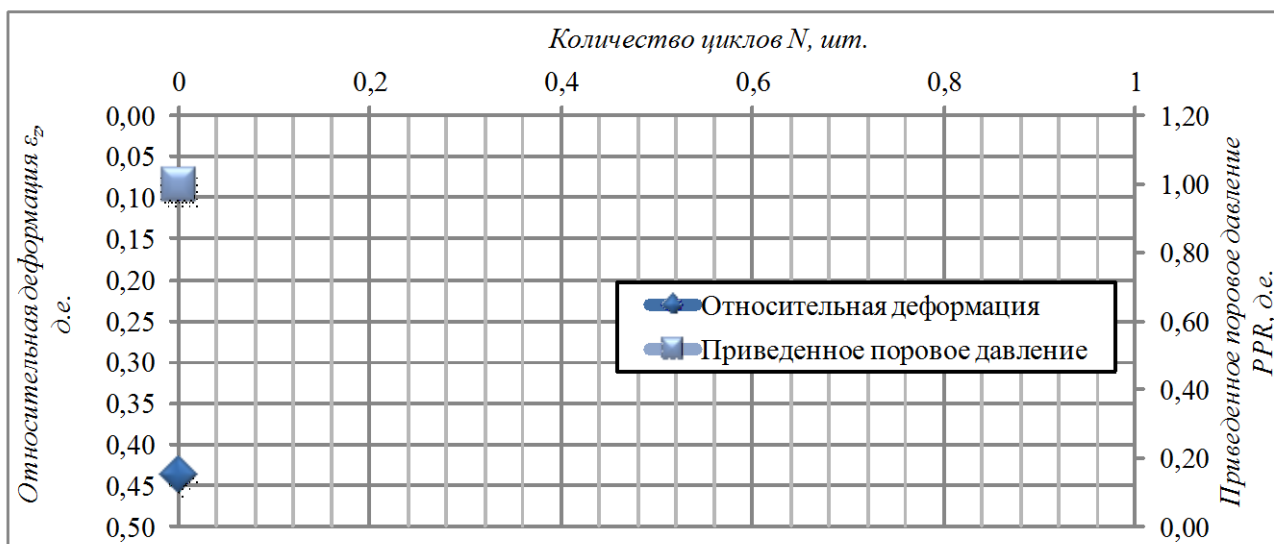 Количество циклов N, шт.
0 0,2 0,4 0,6 0,8 1
Относительная деформация εz,
д.е.
0,00
0,05
0,10
0,15
0,20
0,25
0,30
0,35
0,40
0,45
0,50
Относительная деформация
Приведенное поровое давление
1,20
1,00
0,80
0,60
0,40
0,20
0,00
Приведенное поровое давление
PPR, д.е.